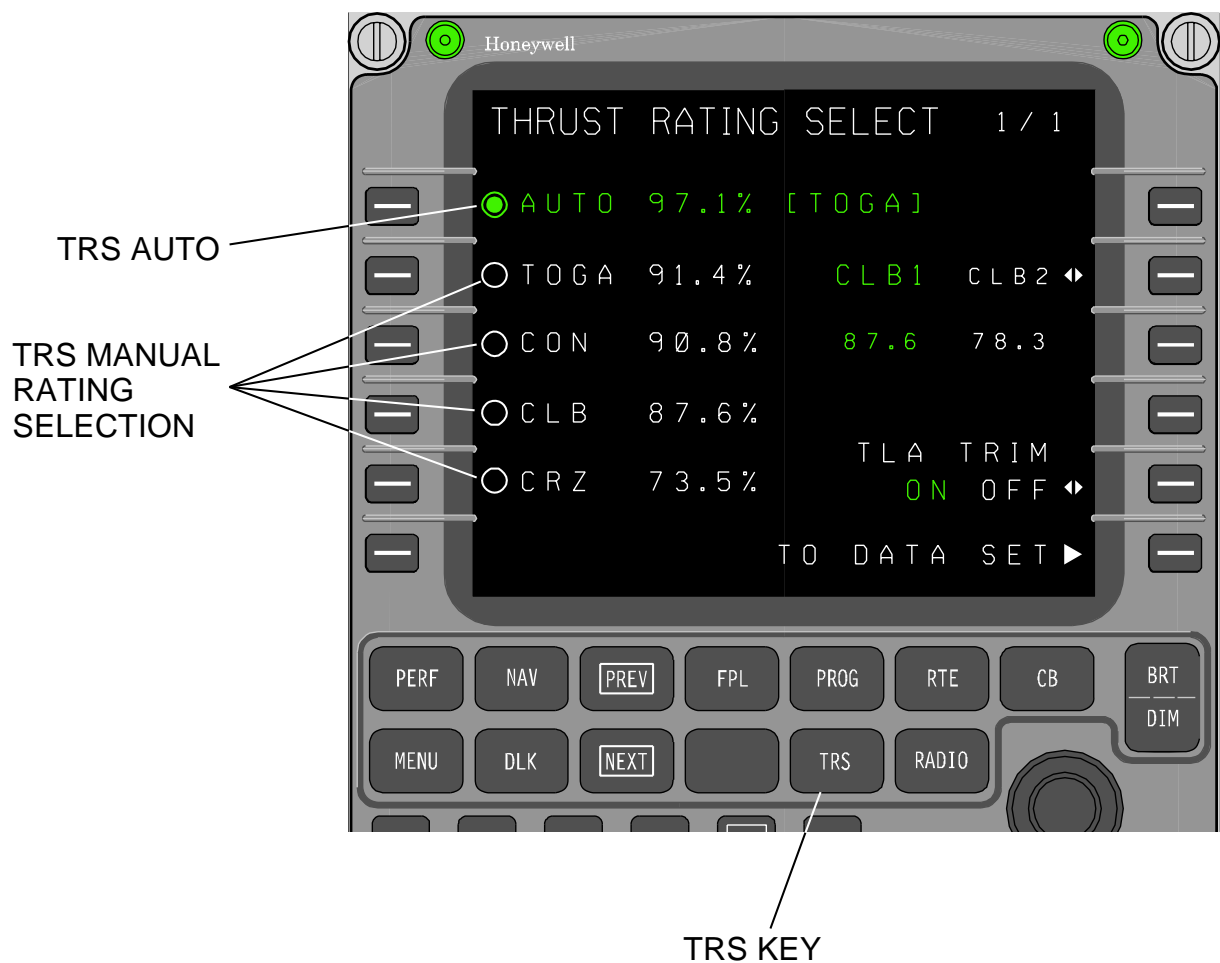 Honeywell
THRUST RATING SELECT 1 / 1
AUTO 97.1% [TOGA]
TRS AUTO
TOGA 91.4% CLB1 CLB2
TRS MANUAL
RATING
SELECTION
CON 90.8% 87.6 78.3
CLB 87.6%
TLA TRIM
CRZ 73.5% ON OFF
TO DATA SET
PERF NAV PREV FPL PROG RTE CB BRT
DIM
MENU DLK NEXT TRS RADIO
TRS KEY